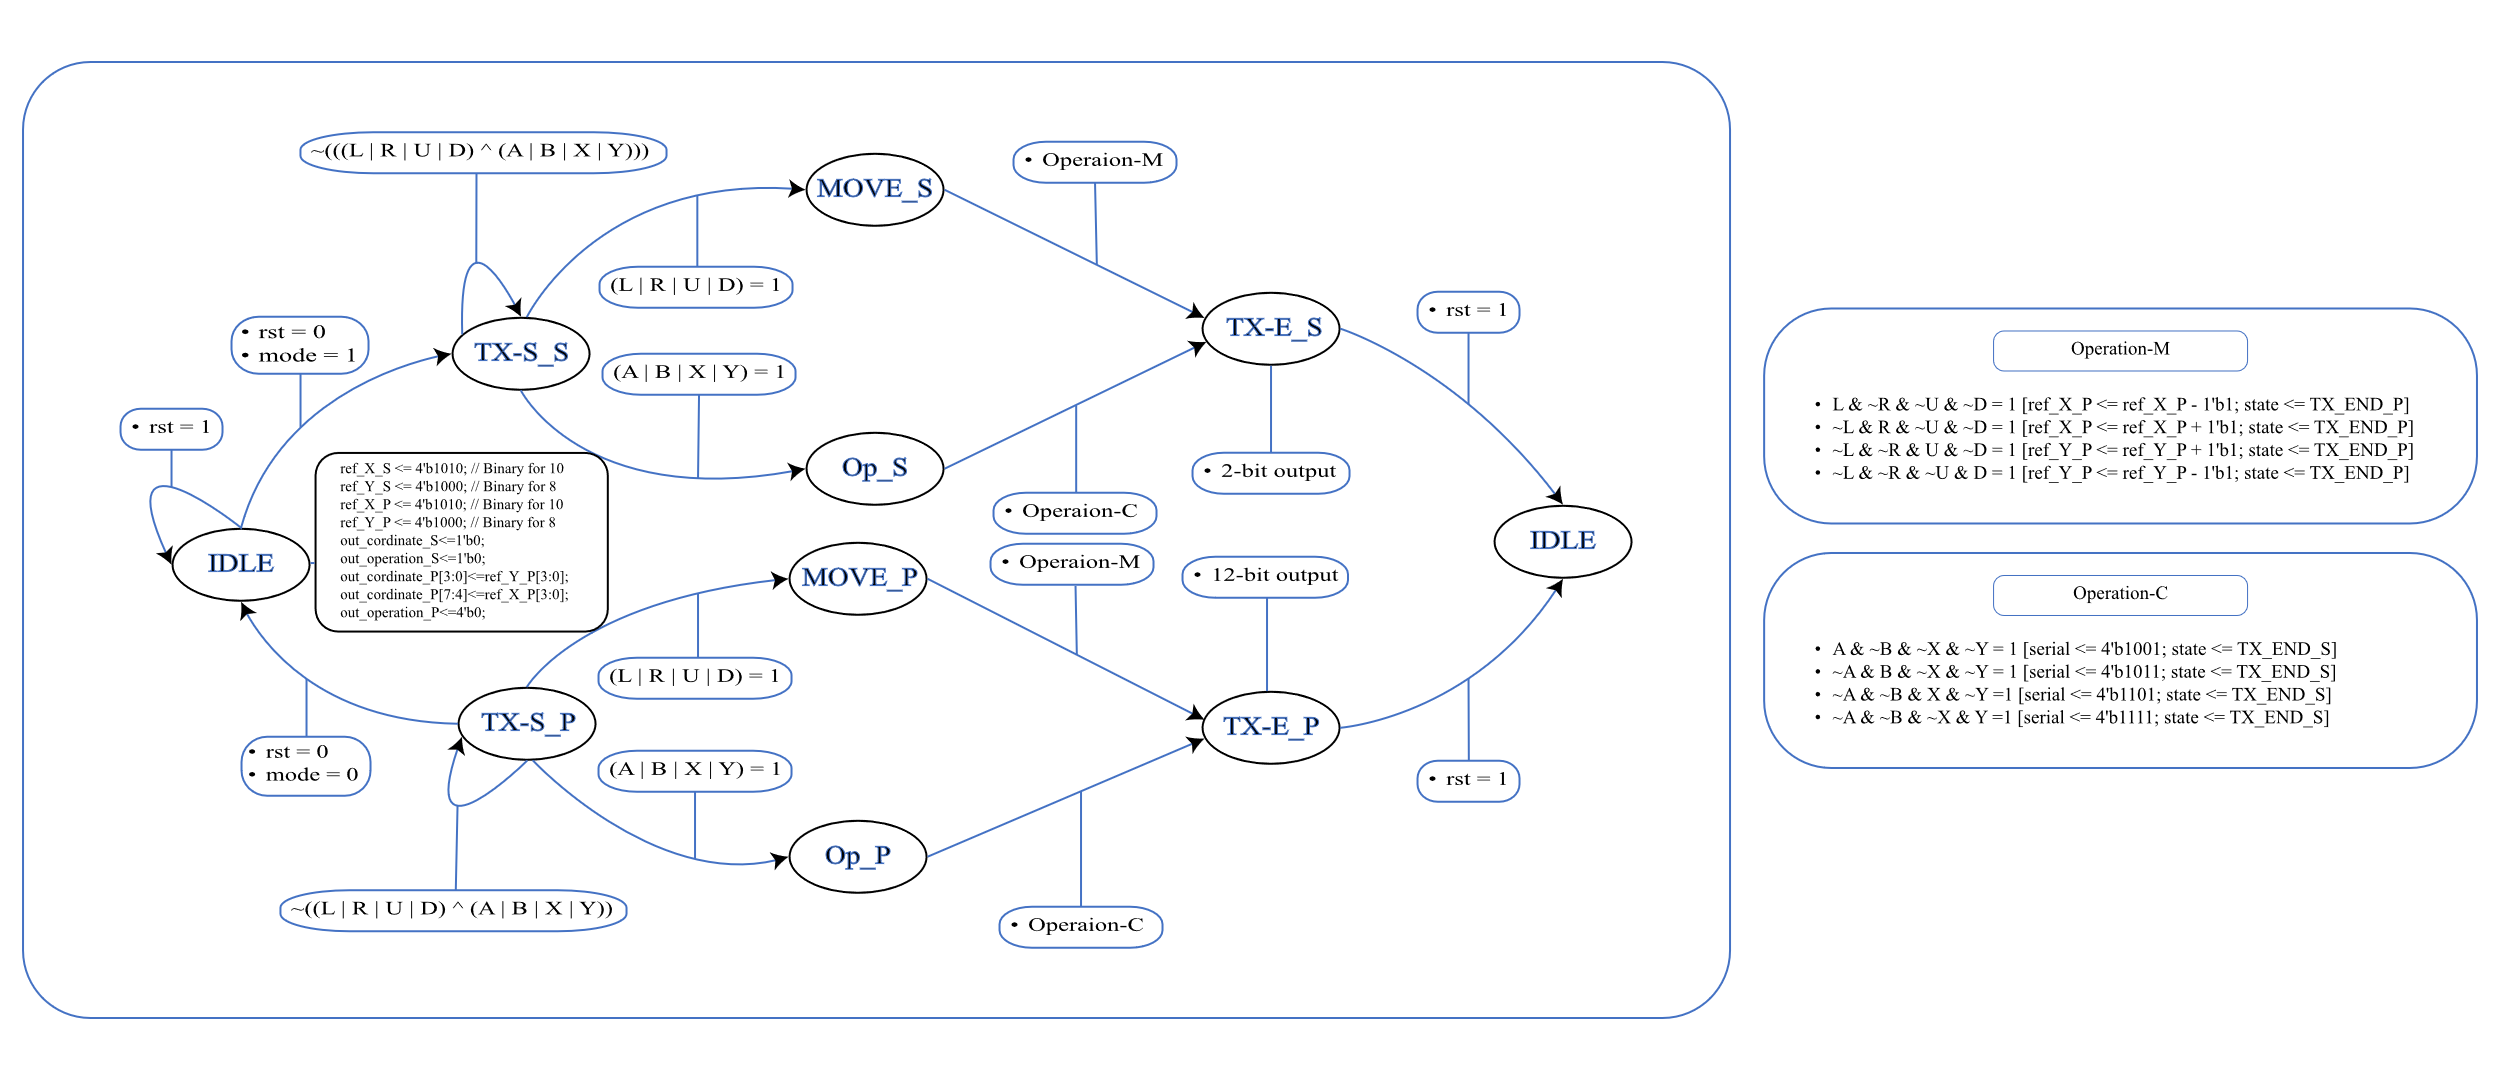 ~(((L | R | U | D) ^ (A | B | X | Y)))
• Operaion-M
MOVE_S
(L | R | U | D) = 1
• rst = 0
• mode = 1
TX-S_S
TX-E_S
• rst = 1
(A | B | X | Y) = 1
• rst = 1
Op_S
• 2-bit output
• Operaion-C
ref_X_S <= 4'b1010; // Binary for 10
ref_Y_S <= 4'b1000; // Binary for 8
ref_X_P <= 4'b1010; // Binary for 10
ref_Y_P <= 4'b1000; // Binary for 8
out_cordinate_S<=1'b0;
out_operation_S<=1'b0;
out_cordinate_P[3:0]<=ref_Y_P[3:0];
out_cordinate_P[7:4]<=ref_X_P[3:0];
out_operation_P<=4'b0;
IDLE
IDLE
• Operaion-M
• 12-bit output
MOVE_P
(L | R | U | D) = 1
TX-S_P
TX-E_P
• rst = 0
• mode = 0
(A | B | X | Y) = 1
• rst = 1
Op_P
~((L | R | U | D) ^ (A | B | X | Y))
• Operaion-C
Operation-M
• L & ~R & ~U & ~D = 1 [ref_X_P <= ref_X_P - 1'b1; state <= TX_END_P]
• ~L & R & ~U & ~D = 1 [ref_X_P <= ref_X_P + 1'b1; state <= TX_END_P]
• ~L & ~R & U & ~D = 1 [ref_Y_P <= ref_Y_P + 1'b1; state <= TX_END_P]
• ~L & ~R & ~U & D = 1 [ref_Y_P <= ref_Y_P - 1'b1; state <= TX_END_P]
Operation-C
• A & ~B & ~X & ~Y = 1 [serial <= 4'b1001; state <= TX_END_S]
• ~A & B & ~X & ~Y = 1 [serial <= 4'b1011; state <= TX_END_S]
• ~A & ~B & X & ~Y =1 [serial <= 4'b1101; state <= TX_END_S]
• ~A & ~B & ~X & Y =1 [serial <= 4'b1111; state <= TX_END_S]